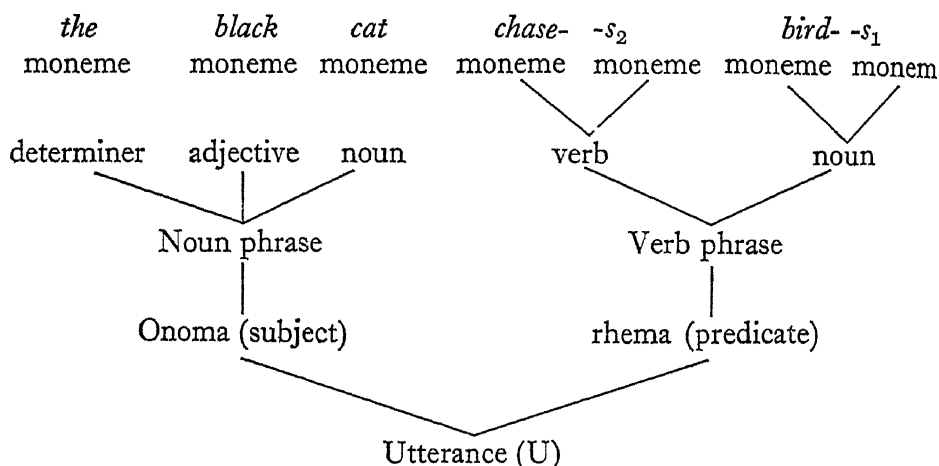 the black cat chase- -s₂ bird- -s₁
moneme moneme moneme moneme moneme moneme monem
determiner adjective noun verb noun
Noun phrase Verb phrase
Onoma (subject) rhema (predicate)
Utterance (U)